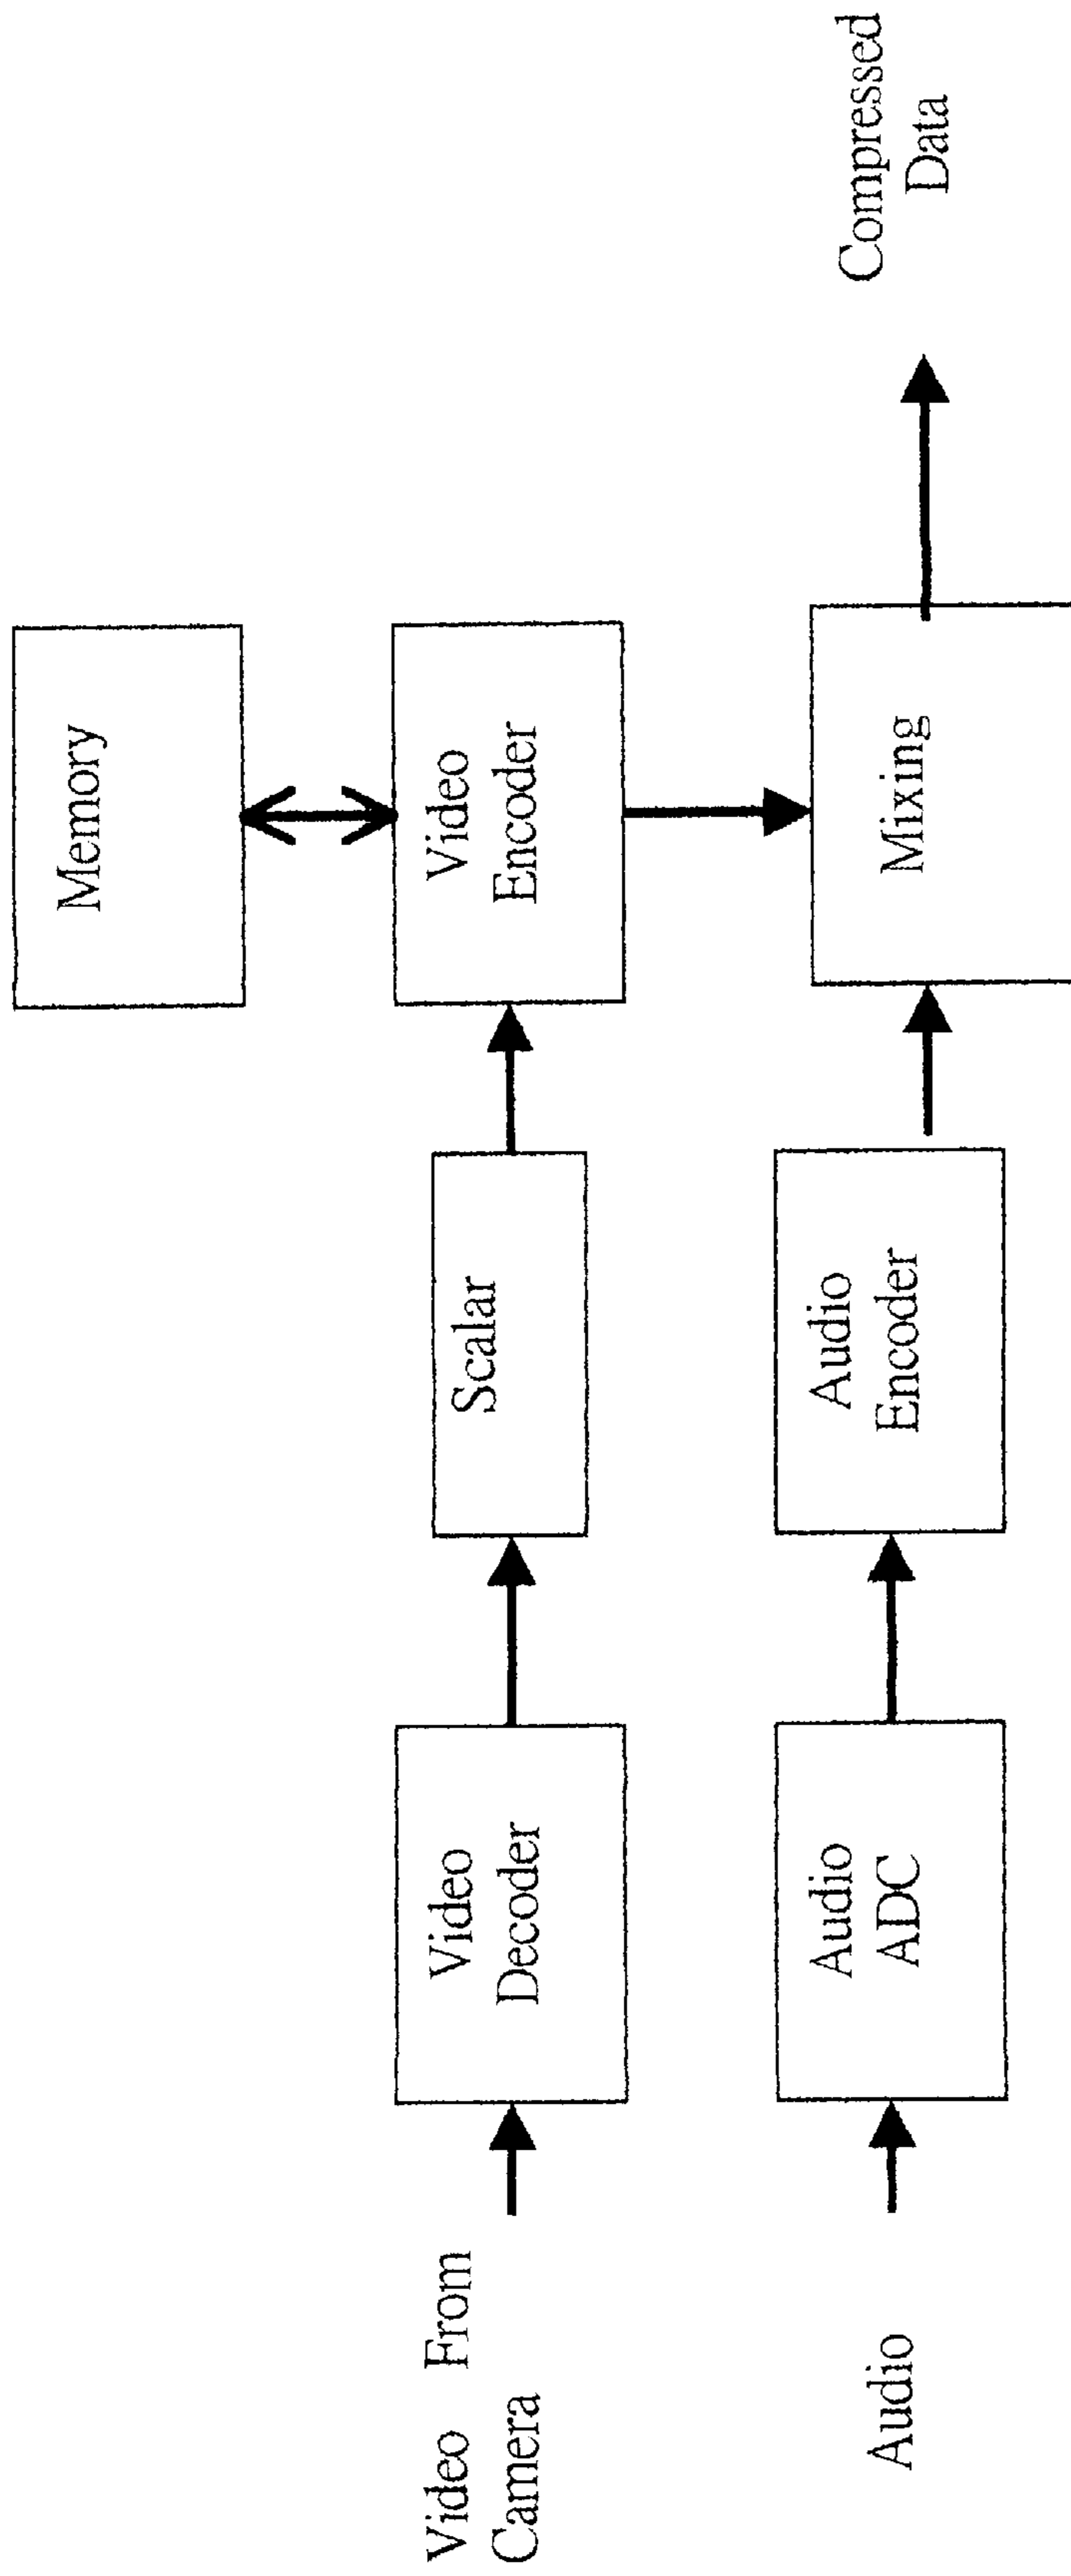 Memory
Video From
Camera
Video
Decoder
Scalar
Video
Encoder
Audio
Audio
ADC
Audio
Encoder
Mixing
Compressed
Data